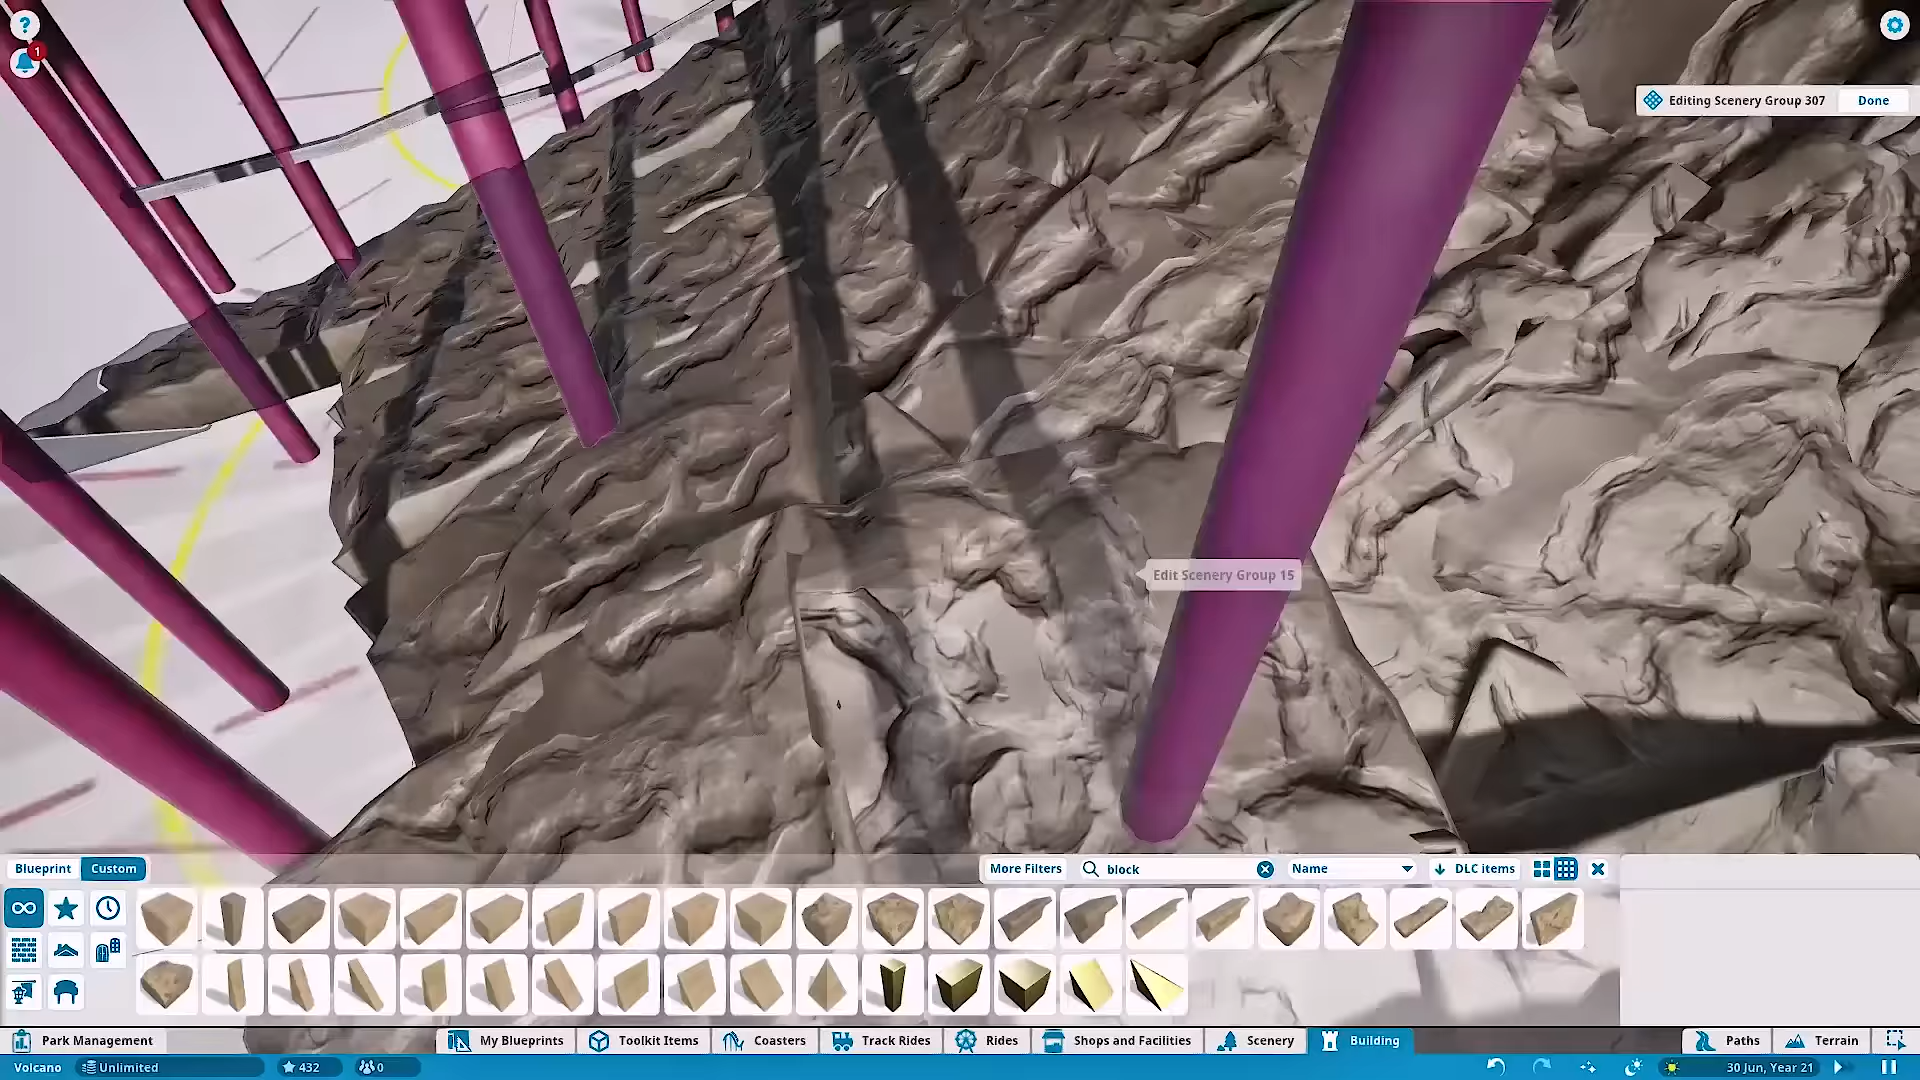 ?
1
Editing Scenery Group 307
Done
Edit Scenery Group 15
Blueprint
Custom
More Filters
block
Name
DLC items
Park Management
My Blueprints
Toolkit Items
Coasters
Track Rides
Rides
Shops and Facilities
Scenery
Building
Paths
Terrain
Volcano
Unlimited
432
0
30 Jun, Year 21